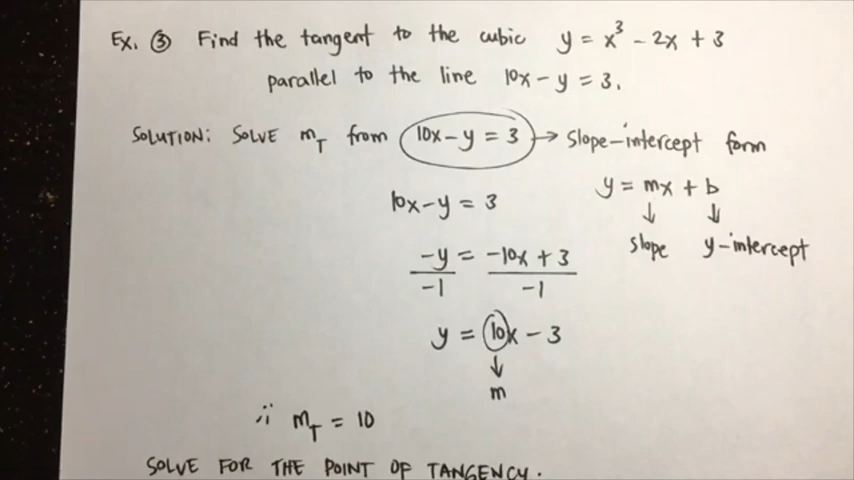 Ex. ③ Find the tangent to the cubic y = x³ - 2x + 3
parallel to the line 10x - y = 3.
SOLUTION: SOLVE m_T from 10x - y = 3 → slope-intercept form
y = mx + b
↓ ↓
slope y-intercept
10x - y = 3
-y = -10x + 3
-1 -1
y = 10x - 3
↓
m
∴ m_T = 10
SOLVE FOR THE POINT OF TANGENCY.